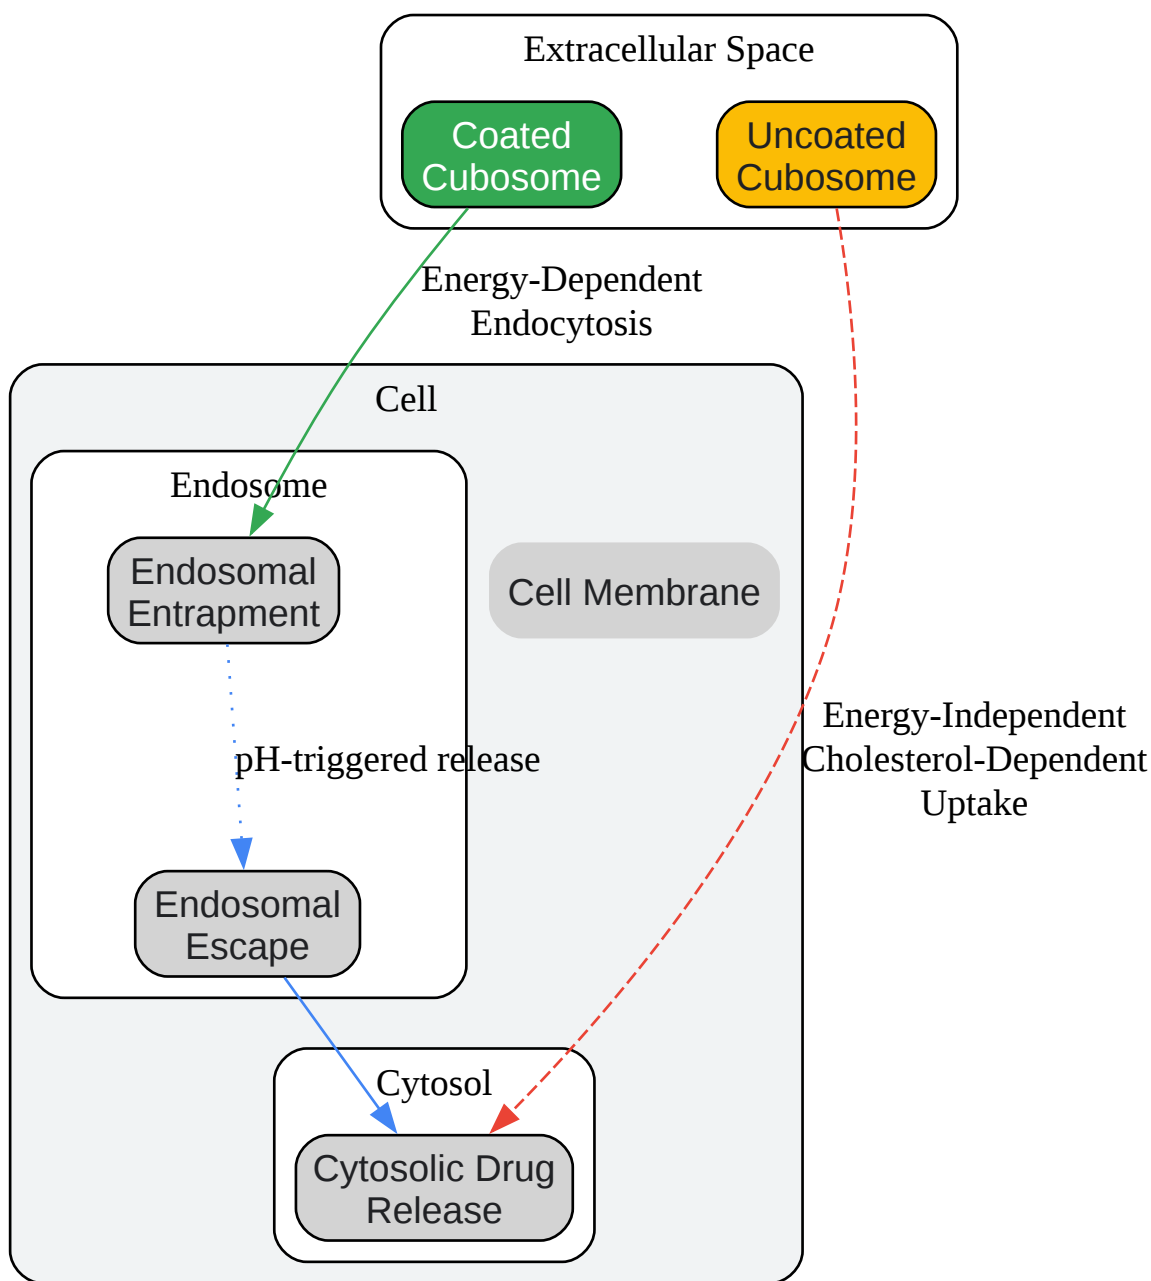 Extracellular Space
Coated
Cubosome
Uncoated
Cubosome
Energy-Dependent
Endocytosis
Cell
Endosome
Endosomal
Entrapment
Cell Membrane
Energy-Independent
Cholesterol-Dependent
Uptake
pH-triggered release
Endosomal
Escape
Cytosol
Cytosolic Drug
Release